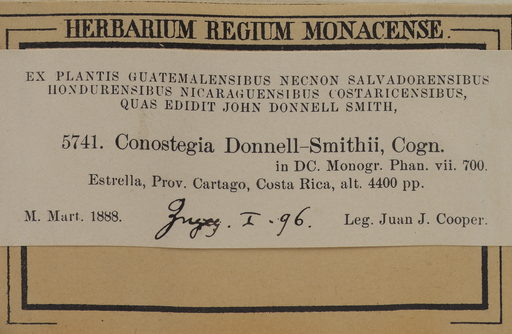 HERBARIUM REGIUM MONACENSE.
EX PLANTIS GUATEMALENSIBUS NECNON SALVADORENSIBUS
HONDURENSIBUS NICARAGUENSIBUS COSTARICENSIBUS,
QUAS EDIDIT JOHN DONNELL SMITH,
5741. Conostegia Donnell-Smithii, Cogn.
in DC. Monogr. Phan. vii. 700.
Estrella, Prov. Cartago, Costa Rica, alt. 4400 pp.
M. Mart. 1888. I. 96. Leg. Juan J. Cooper.